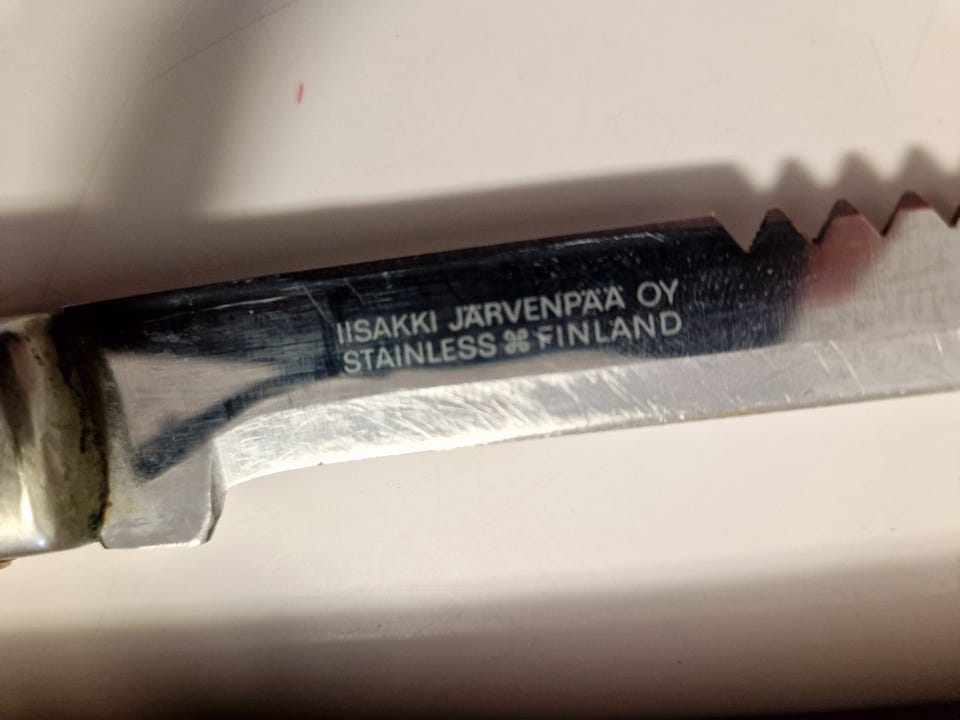 IISAKKI JÄRVENPÄÄ OY
STAINLESS ⌘ FINLAND